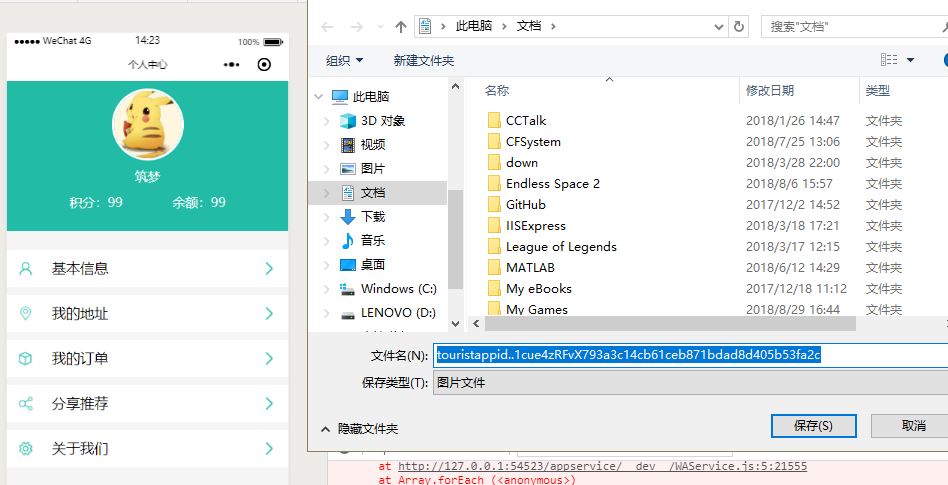 WeChat 4G
14:23
100%
个人中心
筑梦
积分：99
余额：99
基本信息
我的地址
我的订单
分享推荐
关于我们
此电脑
文档
搜索"文档"
组织
新建文件夹
此电脑
3D 对象
视频
图片
文档
下载
音乐
桌面
Windows (C:)
LENOVO (D:)
名称 修改日期 类型
CCTalk 2018/1/26 14:47 文件夹
CFSystem 2018/7/25 13:06 文件夹
down 2018/3/28 22:00 文件夹
Endless Space 2 2018/8/6 15:57 文件夹
GitHub 2017/12/2 14:52 文件夹
IISExpress 2018/3/18 17:21 文件夹
League of Legends 2018/3/17 12:15 文件夹
MATLAB 2018/6/12 14:29 文件夹
My eBooks 2017/12/18 11:12 文件夹
My Games 2018/8/29 16:44 文件夹
文件名(N): touristappid..1cue4zRFvX793a3c14cb61ceb871bdad8d405b53fa2c
保存类型(T): 图片文件
隐藏文件夹
保存(S)
取消
at http://127.0.0.1:54523/appservice/__dev__/WAService.js:5:21555
at Array.forEach (<anonymous>)